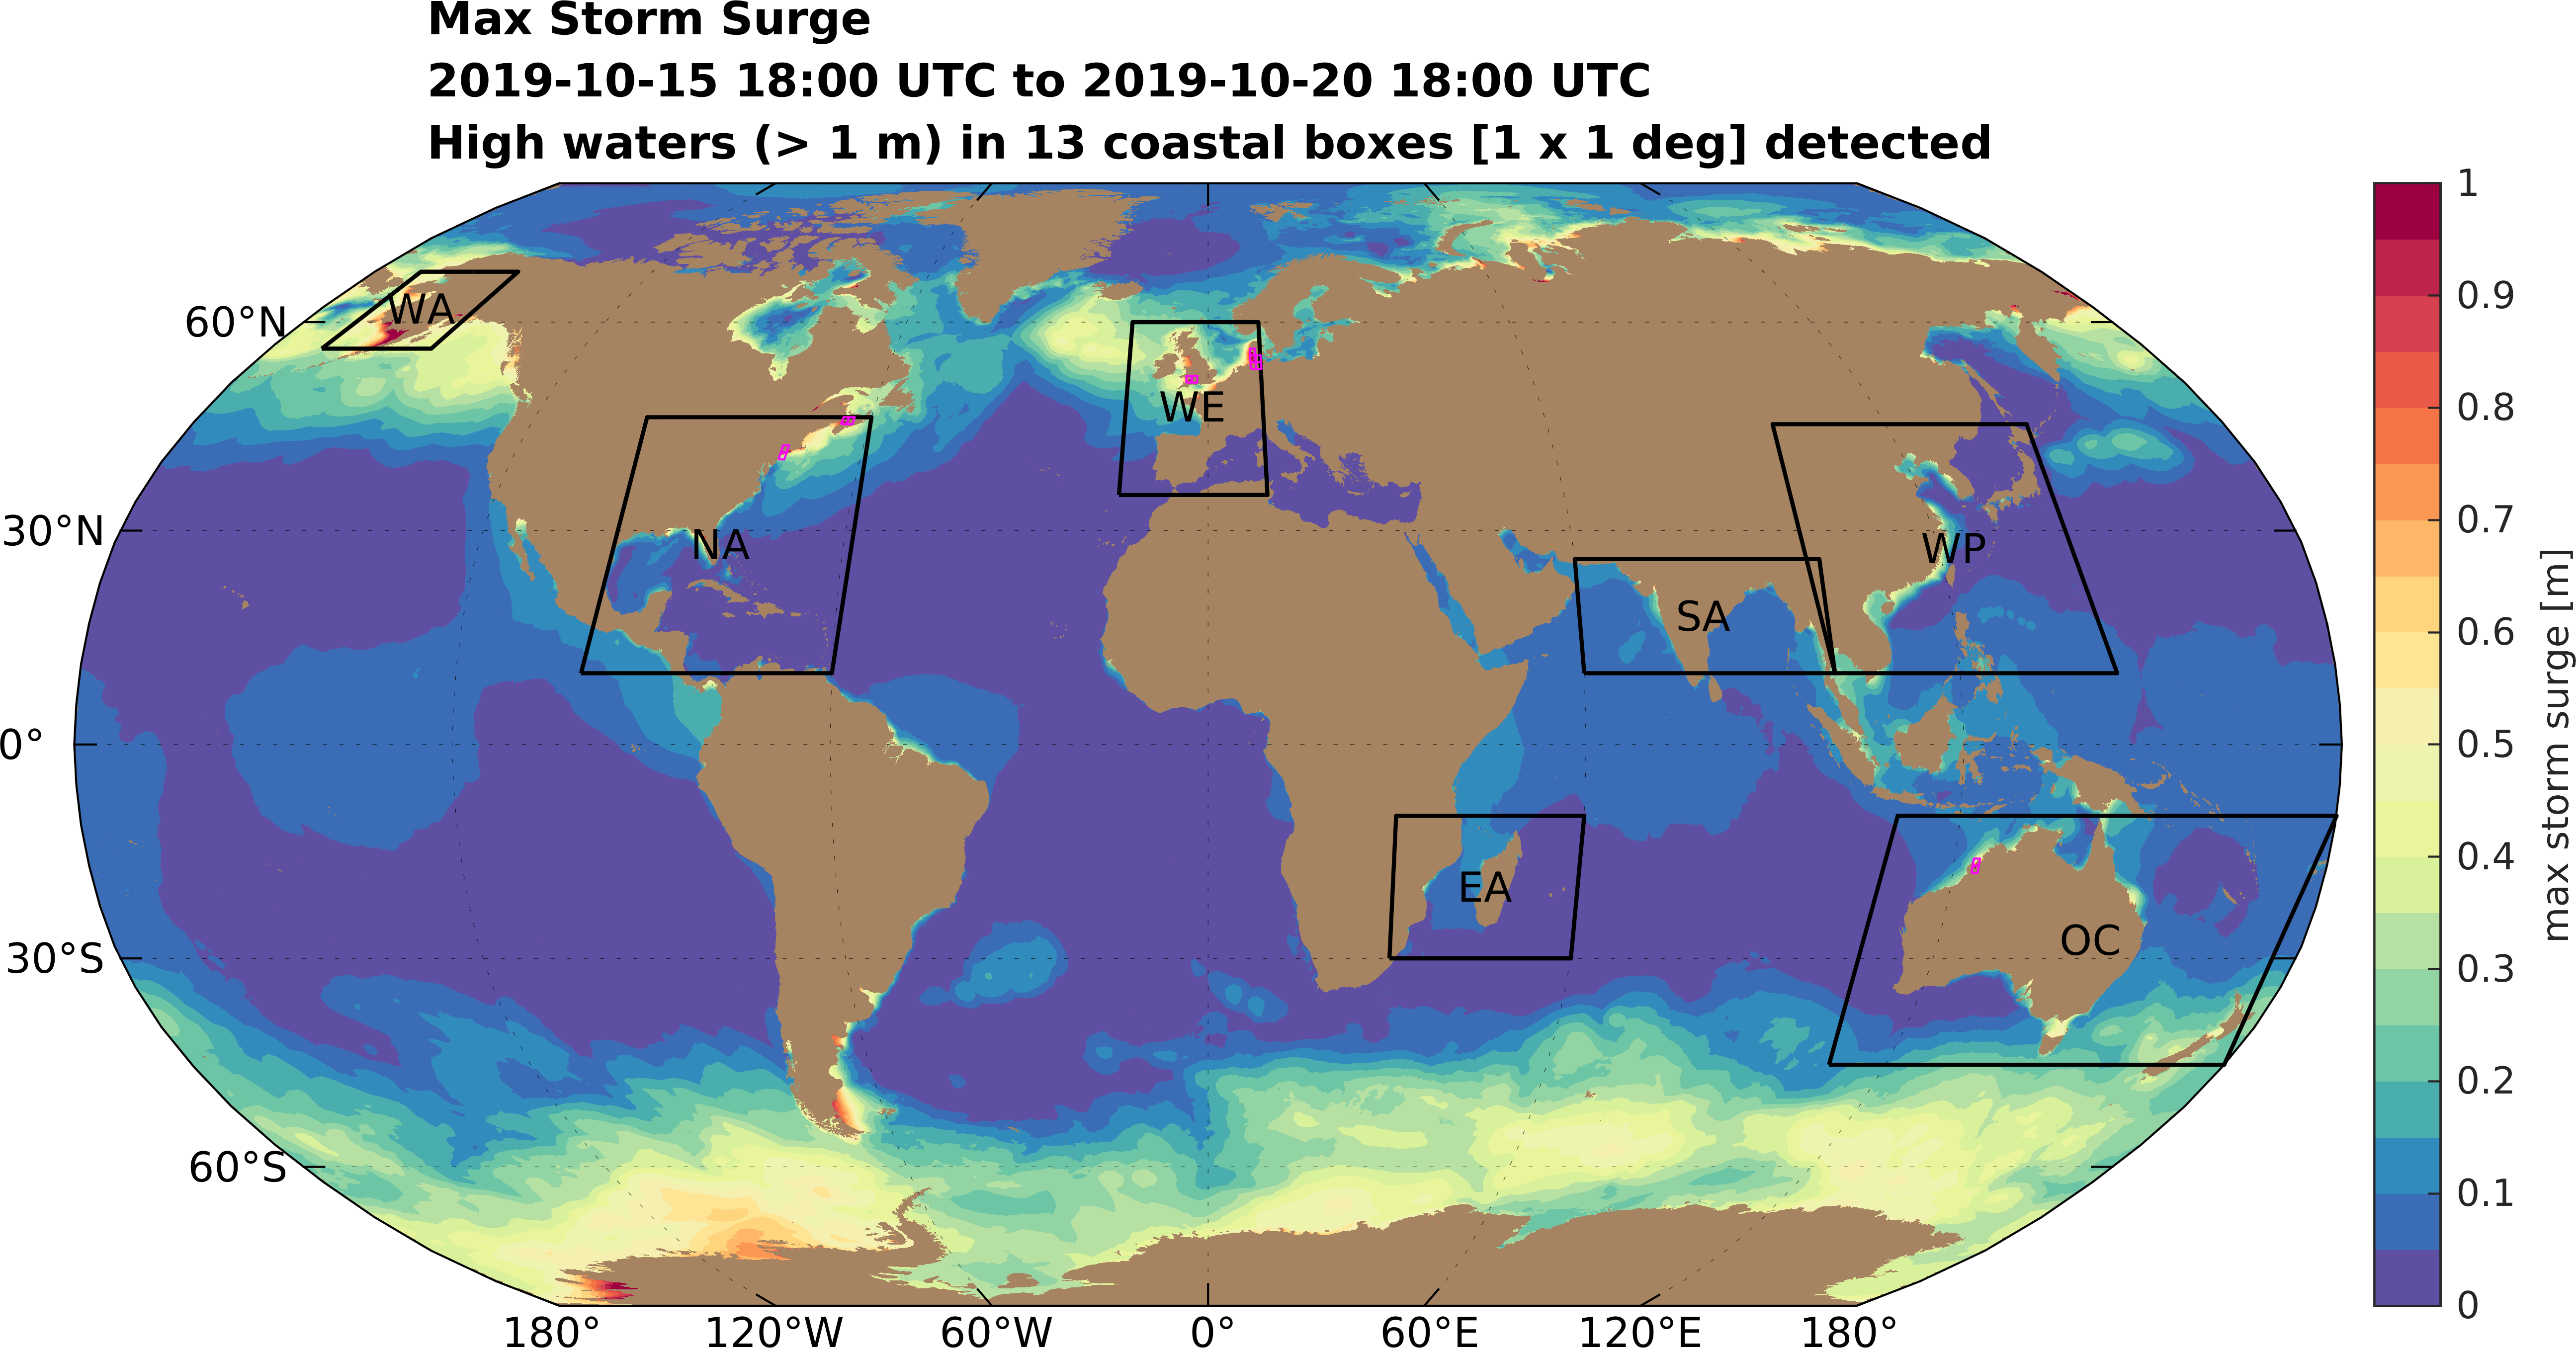 Max Storm Surge
2019-10-15 18:00 UTC to 2019-10-20 18:00 UTC
High waters (> 1 m) in 13 coastal boxes [1 x 1 deg] detected
60°N
30°N
0°
30°S
60°S
WA
NA
WE
SA
WP
EA
OC
180°
120°W
60°W
0°
60°E
120°E
180°
1
0.9
0.8
0.7
0.6
0.5
0.4
0.3
0.2
0.1
0
max storm surge [m]